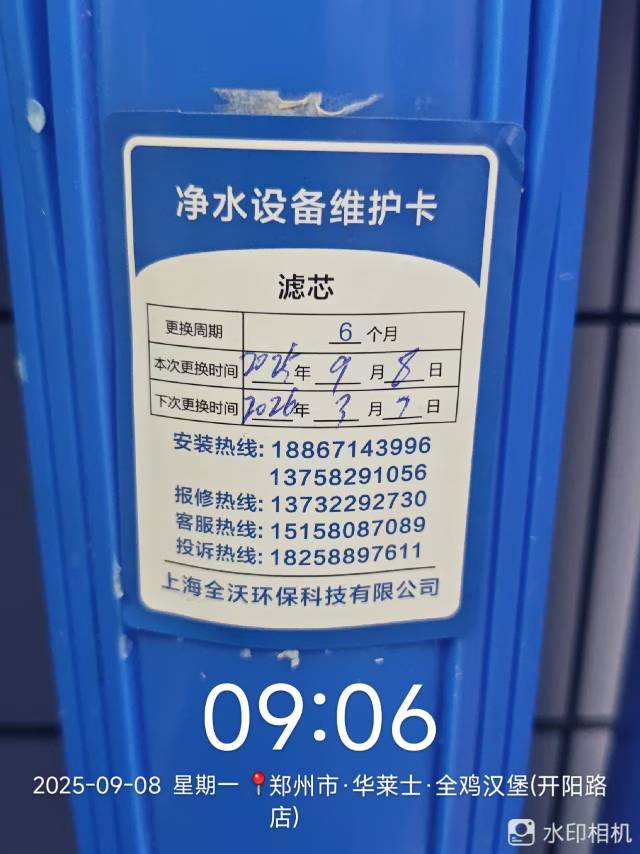 净水设备维护卡
滤芯
更换周期 6 个月
本次更换时间 2025年 9 月 8 日
下次更换时间 2026年 3 月 7 日
安装热线: 18867143996
13758291056
报修热线: 13732292730
客服热线: 15158087089
投诉热线: 18258897611
上海全沃环保科技有限公司
09:06
2025-09-08 星期一 📍郑州市·华莱士·全鸡汉堡(开阳路
店)
水印相机